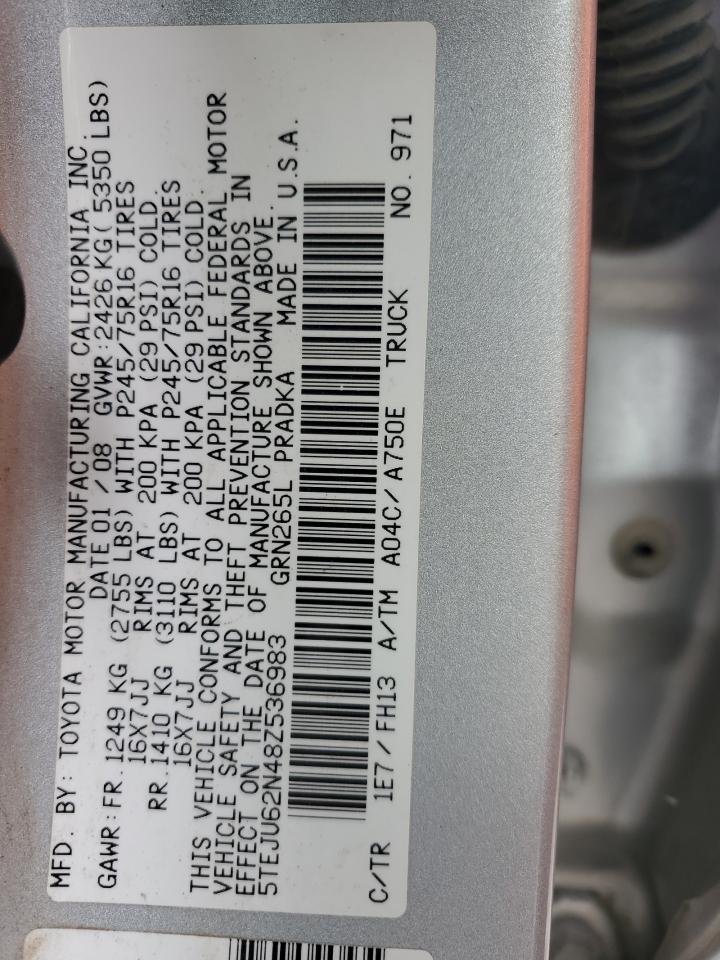 MFD. BY: TOYOTA MOTOR MANUFACTURING CALIFORNIA INC.
DATE 01 / 08 GVWR: 2426 KG ( 5350 LBS)
GAWR: FR. 1249 KG (2755 LBS) WITH P245/75R16 TIRES
16X7JJ RIMS AT 200 KPA (29 PSI) COLD.
RR. 1410 KG (3110 LBS) WITH P245/75R16 TIRES
16X7JJ RIMS AT 200 KPA (29 PSI) COLD.
THIS VEHICLE CONFORMS TO ALL APPLICABLE FEDERAL MOTOR
VEHICLE SAFETY AND THEFT PREVENTION STANDARDS IN
EFFECT ON THE DATE OF MANUFACTURE SHOWN ABOVE.
5TEJU62N48Z536983 GRN265L PRADKA MADE IN U.S.A.
C/TR 1E7/FH13 A/TM A04C/A750E TRUCK NO. 971